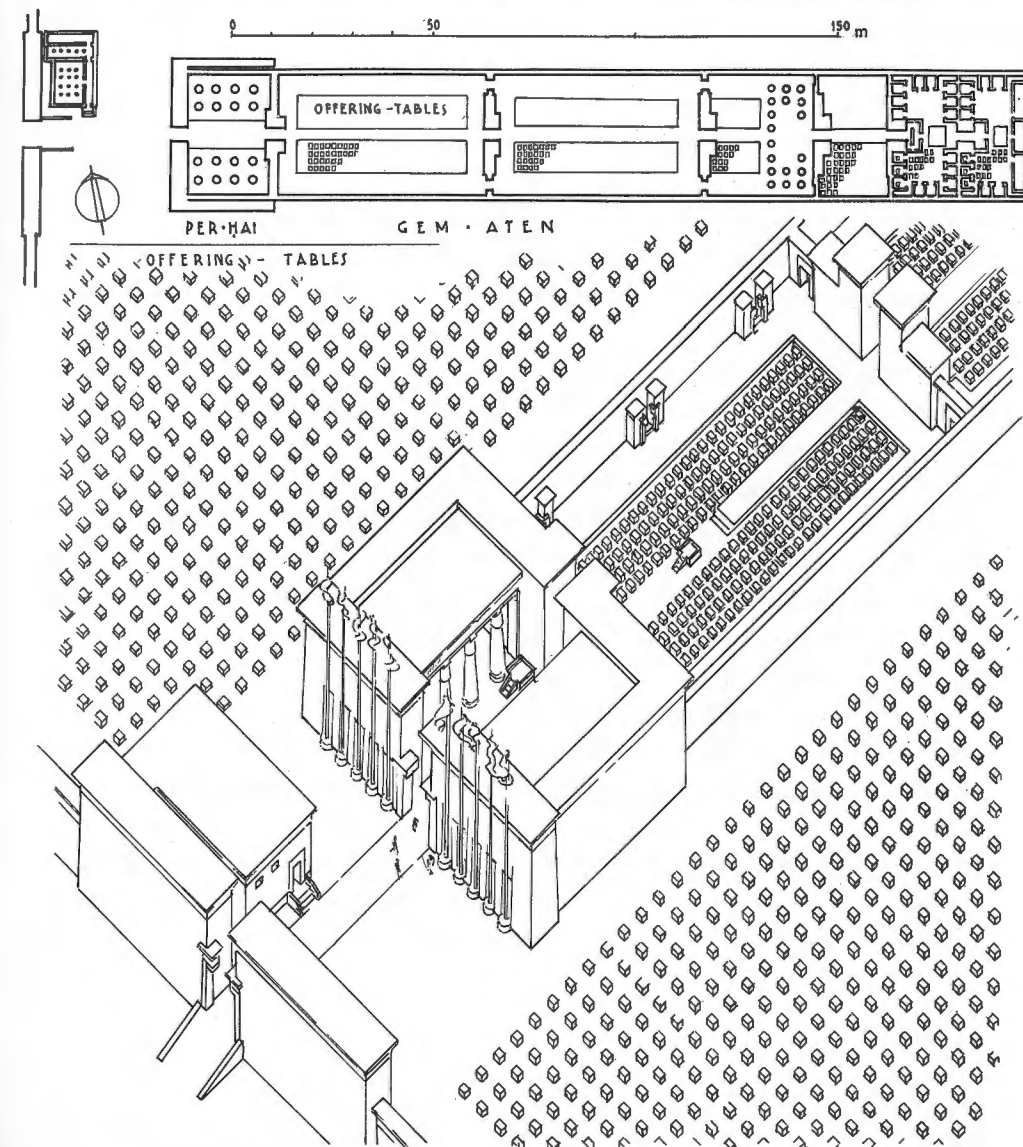 0 50 150 m
OFFERING-TABLES
PER·HAI GEM·ATEN
OFFERING - TABLES